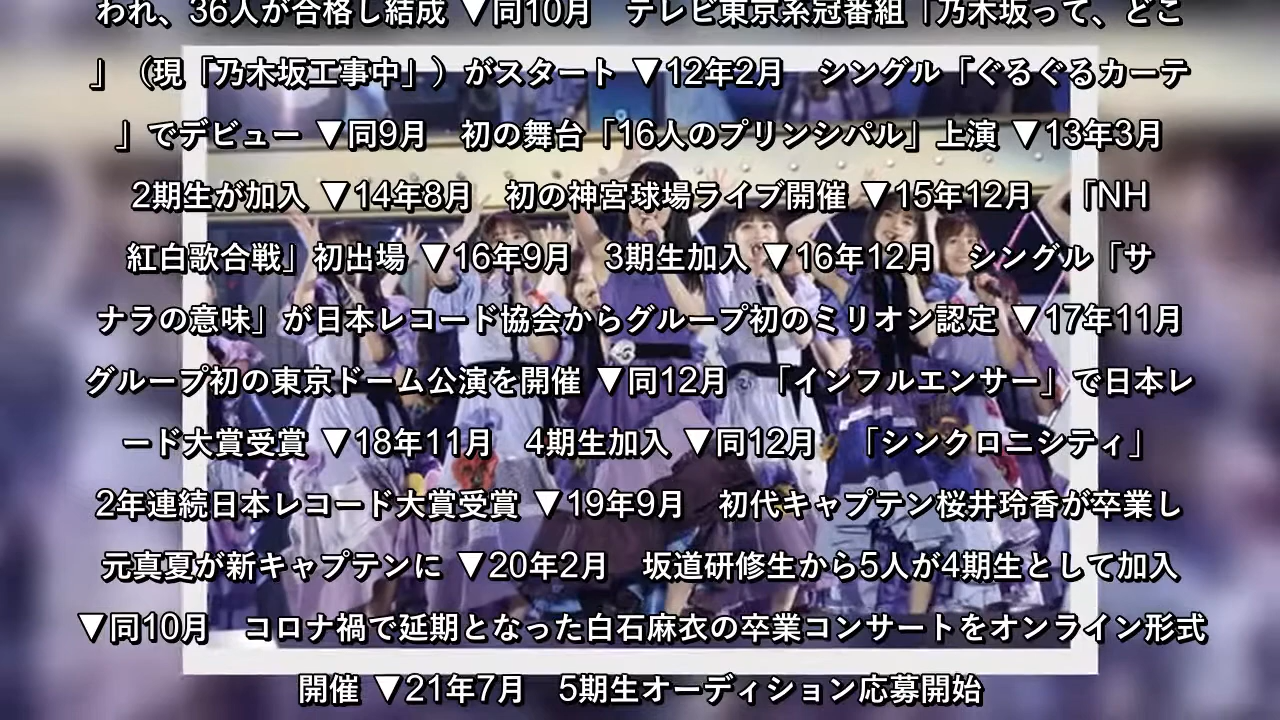 われ、36人が合格し結成 ▼同10月　テレビ東京系冠番組「乃木坂って、どこ
」（現「乃木坂工事中」）がスタート ▼12年2月　シングル「ぐるぐるカーテ
」でデビュー ▼同9月　初の舞台「16人のプリンシパル」上演 ▼13年3月
2期生が加入 ▼14年8月　初の神宮球場ライブ開催 ▼15年12月　「NH
紅白歌合戦」初出場 ▼16年9月　3期生加入 ▼16年12月　シングル「サ
ナラの意味」が日本レコード協会からグループ初のミリオン認定 ▼17年11月
グループ初の東京ドーム公演を開催 ▼同12月　「インフルエンサー」で日本レ
ード大賞受賞 ▼18年11月　4期生加入 ▼同12月　「シンクロニシティ」
2年連続日本レコード大賞受賞 ▼19年9月　初代キャプテン桜井玲香が卒業し
元真夏が新キャプテンに ▼20年2月　坂道研修生から5人が4期生として加入
▼同10月　コロナ禍で延期となった白石麻衣の卒業コンサートをオンライン形式
開催 ▼21年7月　5期生オーディション応募開始